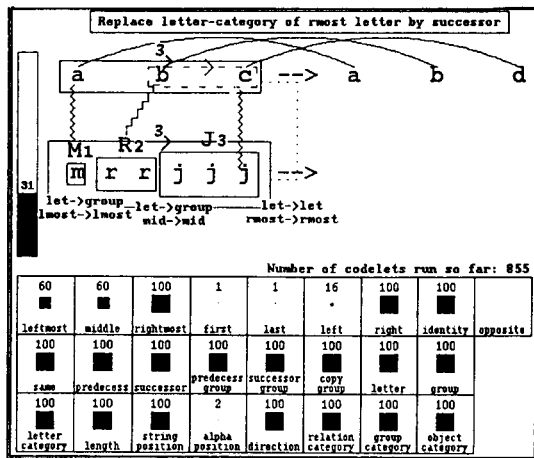 Replace letter-category of rmost letter by successor
3
a b c --> a b d
M1 R2 3 J3
m r r j j j -->
31
let->group let->group let->let
lmost->lmost mid->mid rmost->rmost
Number of codelets run so far: 855
60 60 100 1 1 16 100 100
leftmost middle rightmost first last left right identity opposite
100 100 100 100 100 100 100 100
same predecess successor predecess group successor group copy group letter group
100 100 100 2 100 100 100 100
letter category length string position alpha position direction relation category group category object category